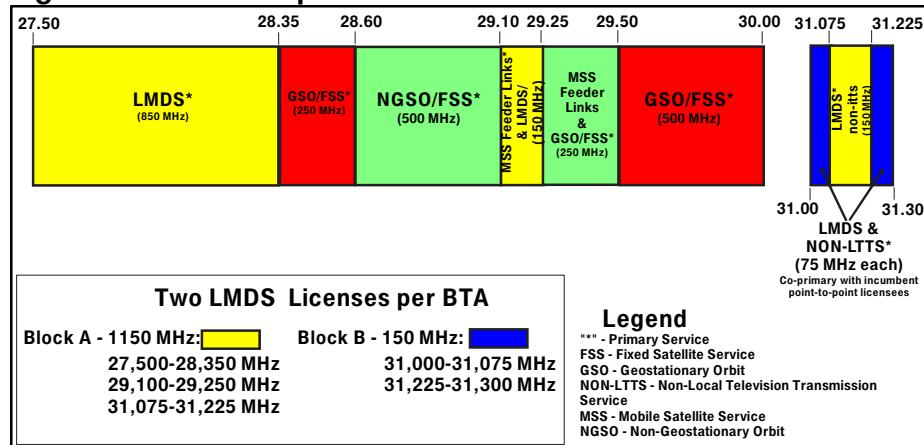 27.50 28.35 28.60 29.10 29.25 29.50 30.00 31.075 31.225
LMDS*
(850 MHz)
GSO/FSS*
(250 MHz)
NGSO/FSS*
(500 MHz)
MSS Feeder Links*
& LMDS/
(150 MHz)
MSS
Feeder
Links
&
GSO/FSS*
(250 MHz)
GSO/FSS*
(500 MHz)
LMDS*
non-itts
(150 MHz)
31.00 31.30
LMDS &
NON-LTTS*
(75 MHz each)
Co-primary with incumbent
point-to-point licensees
Two LMDS Licenses per BTA
Block A - 1150 MHz:
27,500-28,350 MHz
29,100-29,250 MHz
31,075-31,225 MHz
Block B - 150 MHz:
31,000-31,075 MHz
31,225-31,300 MHz
Legend
"*" - Primary Service
FSS - Fixed Satellite Service
GSO - Geostationary Orbit
NON-LTTS - Non-Local Television Transmission
Service
MSS - Mobile Satellite Service
NGSO - Non-Geostationary Orbit